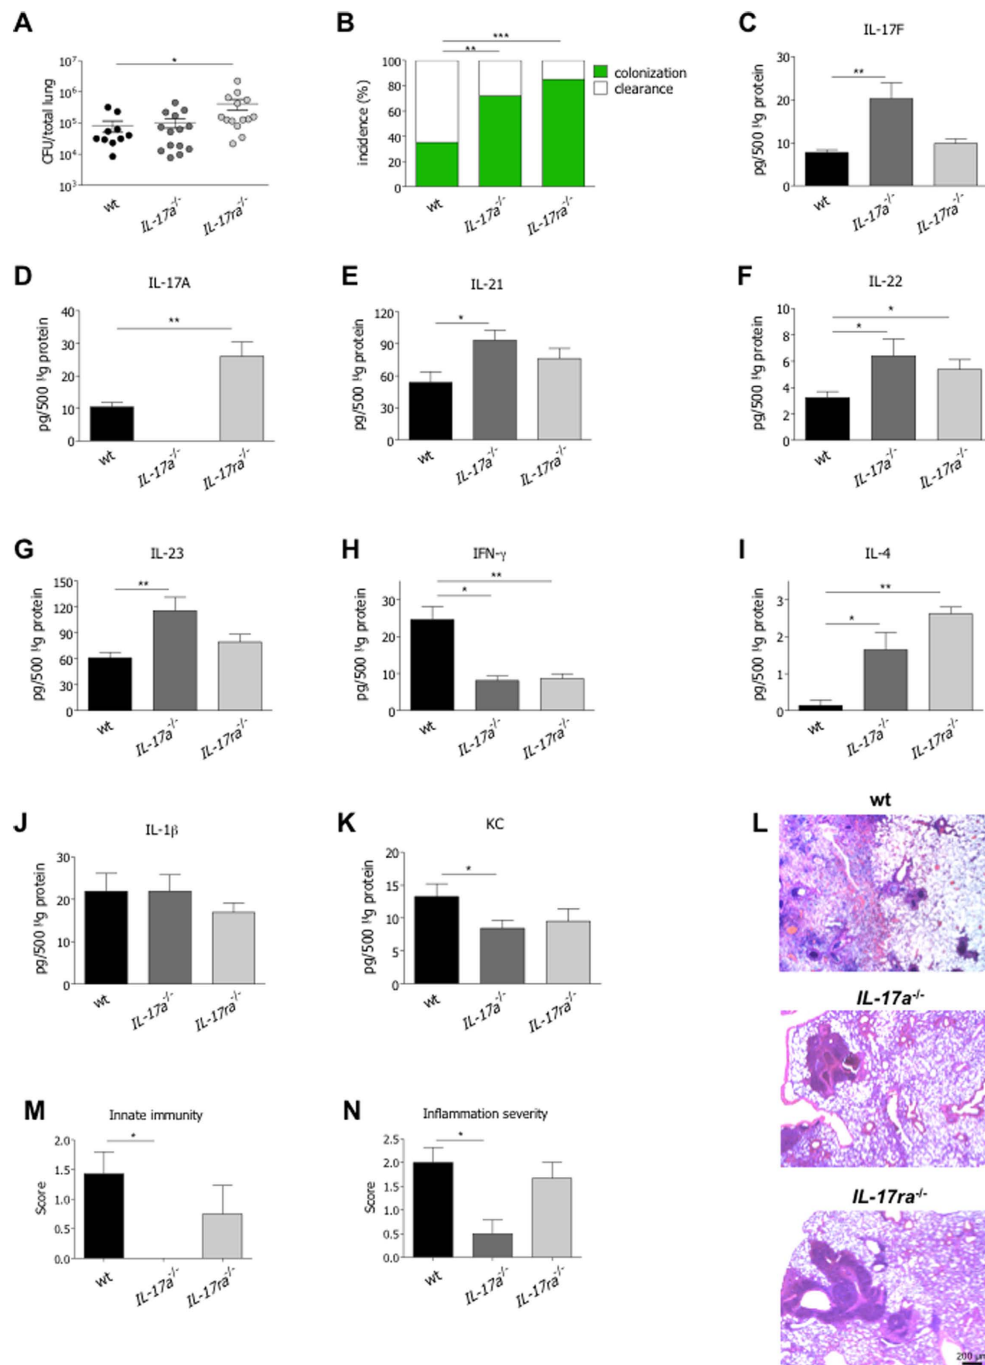 A
CFU/total lung
10⁷
10⁶
10⁵
10⁴
10³
*
wt
IL-17a⁻/⁻
IL-17ra⁻/⁻
B
incidence (%)
100
80
60
40
20
0
***
**
colonization
clearance
wt
IL-17a⁻/⁻
IL-17ra⁻/⁻
C
IL-17F
pg/500 µg protein
30
20
10
0
**
wt
IL-17a⁻/⁻
IL-17ra⁻/⁻
D
IL-17A
pg/500 µg protein
40
30
20
10
0
**
wt
IL-17a⁻/⁻
IL-17ra⁻/⁻
E
IL-21
pg/500 µg protein
120
90
60
30
0
*
wt
IL-17a⁻/⁻
IL-17ra⁻/⁻
F
IL-22
pg/500 µg protein
10
8
6
4
2
0
*
*
wt
IL-17a⁻/⁻
IL-17ra⁻/⁻
G
IL-23
pg/500 µg protein
150
120
90
60
30
0
**
wt
IL-17a⁻/⁻
IL-17ra⁻/⁻
H
IFN-γ
pg/500 µg protein
30
20
10
0
**
*
wt
IL-17a⁻/⁻
IL-17ra⁻/⁻
I
IL-4
pg/500 µg protein
3
2
1
0
**
*
wt
IL-17a⁻/⁻
IL-17ra⁻/⁻
J
IL-1β
pg/500 µg protein
30
20
10
0
wt
IL-17a⁻/⁻
IL-17ra⁻/⁻
K
KC
pg/500 µg protein
20
15
10
5
0
*
wt
IL-17a⁻/⁻
IL-17ra⁻/⁻
L
wt
IL-17a⁻/⁻
IL-17ra⁻/⁻
200 µm
M
Innate immunity
Score
2.0
1.5
1.0
0.5
0.0
*
wt
IL-17a⁻/⁻
IL-17ra⁻/⁻
N
Inflammation severity
Score
2.5
2.0
1.5
1.0
0.5
0.0
*
wt
IL-17a⁻/⁻
IL-17ra⁻/⁻